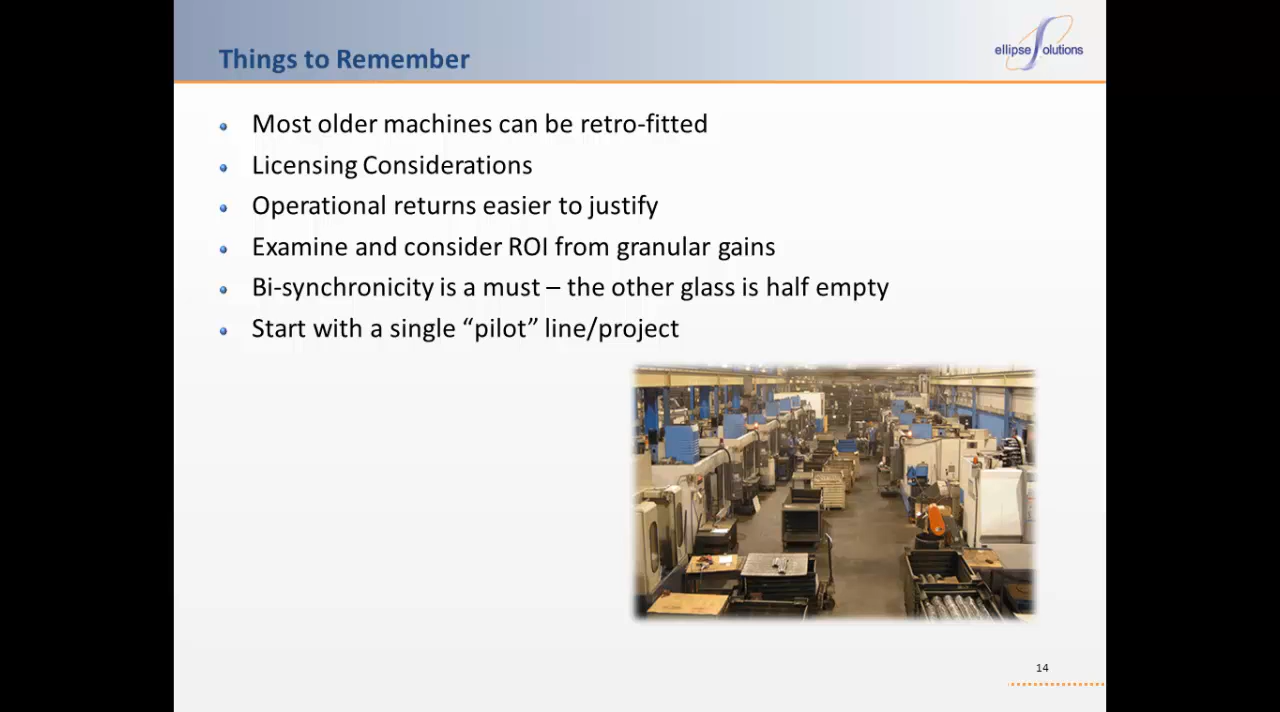 Things to Remember
ellipse Solutions
Most older machines can be retro-fitted
Licensing Considerations
Operational returns easier to justify
Examine and consider ROI from granular gains
Bi-synchronicity is a must – the other glass is half empty
Start with a single “pilot” line/project
14